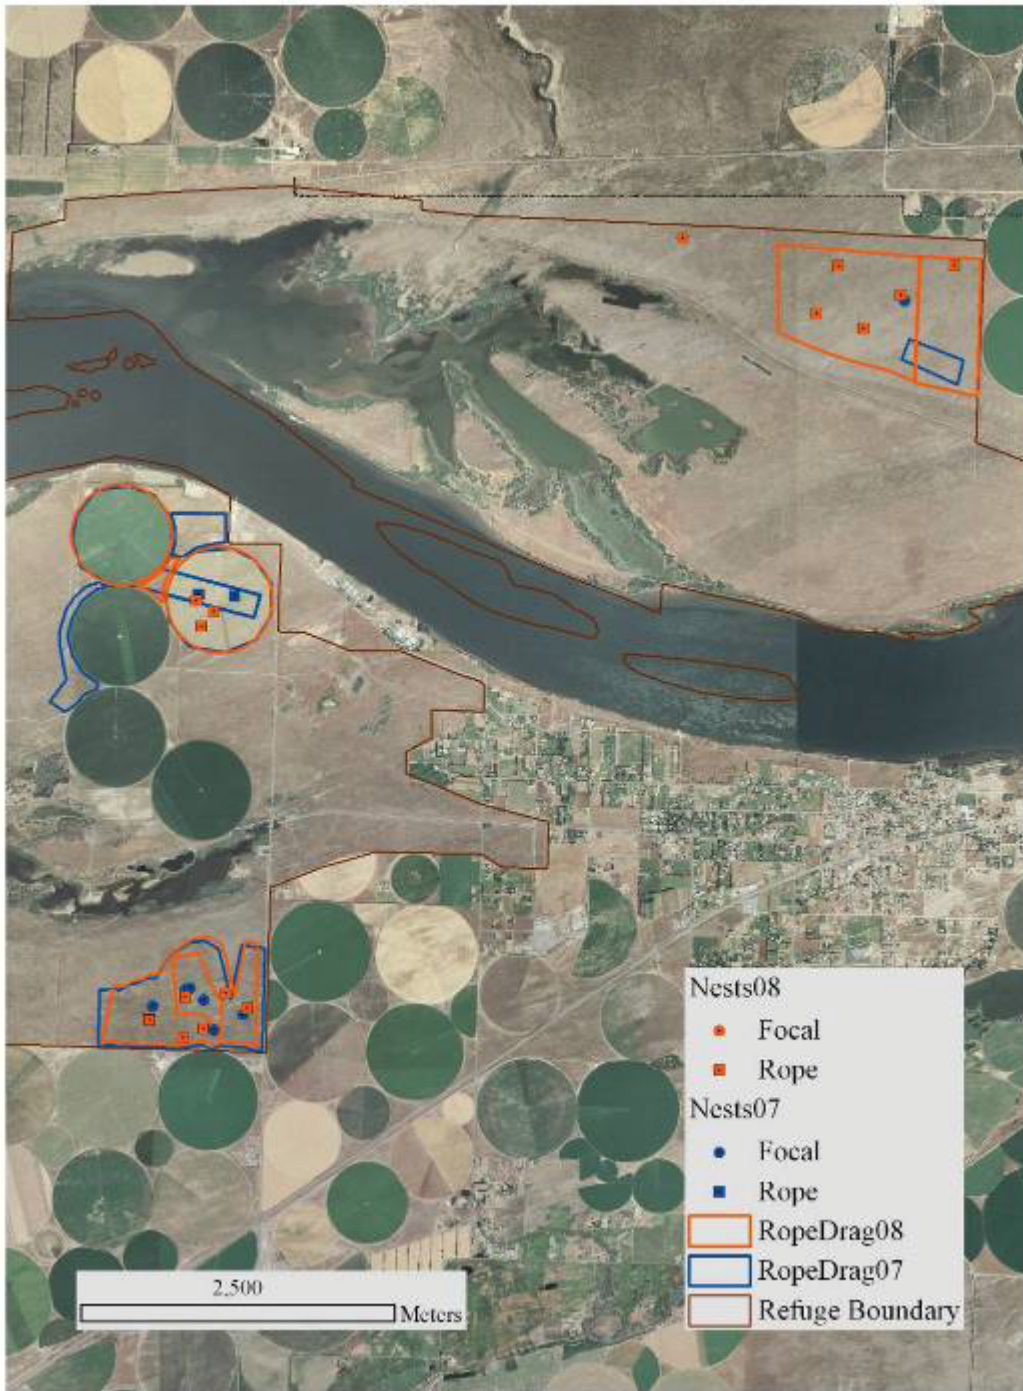 Nests08
Focal
Rope
Nests07
Focal
Rope
RopeDrag08
RopeDrag07
Refuge Boundary
2,500
Meters